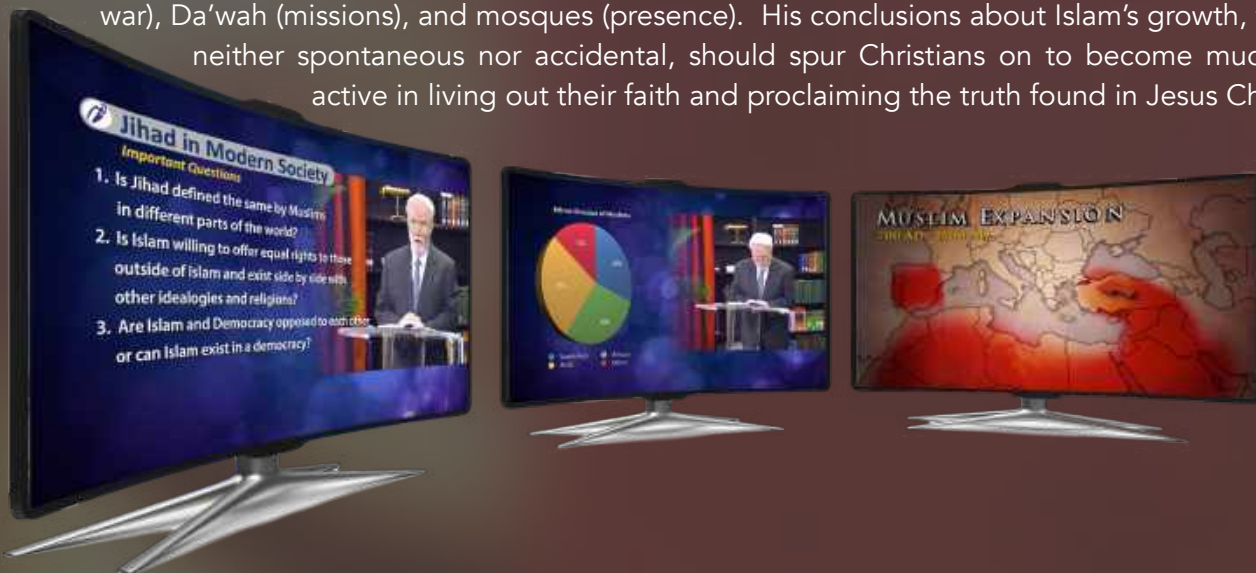 war), Da’wah (missions), and mosques (presence).  His conclusions about Islam’s growth,
neither spontaneous nor accidental, should spur Christians on to become muc
active in living out their faith and proclaiming the truth found in Jesus Ch
Jihad in Modern Society
Important Questions
1. Is Jihad defined the same by Muslims
in different parts of the world?
2. Is Islam willing to offer equal rights to those
outside of islam and exist side by side with
other idealogies and religions?
3. Are Islam and Democracy opposed to each other
or can Islam exist in a democracy?
MUSLIM EXPANSION